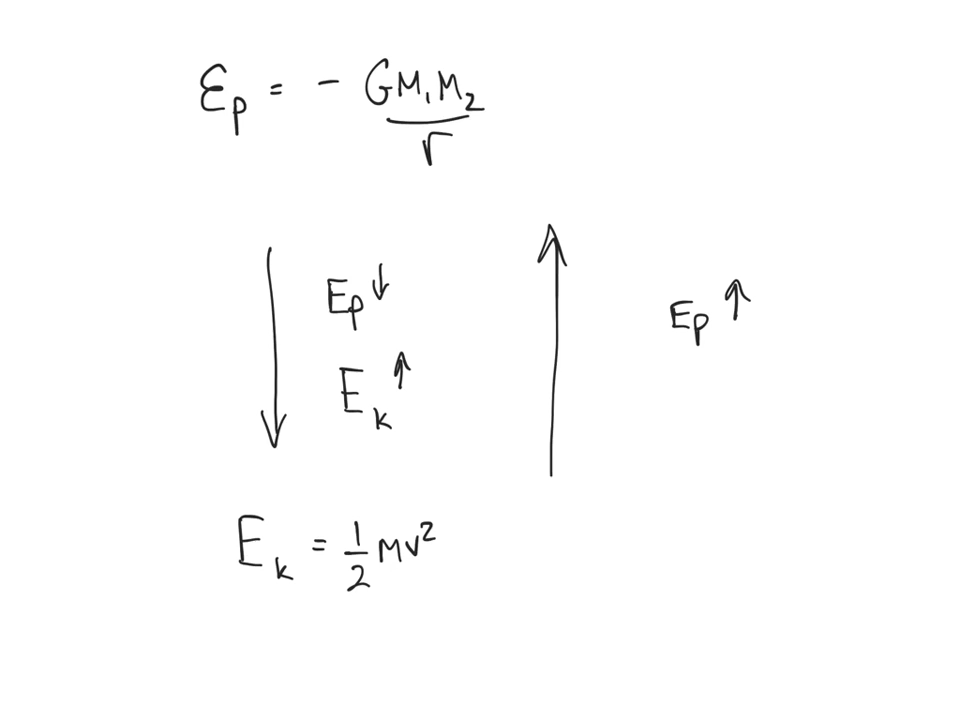 Ep = - GM₁M₂/r
Ep↓
Ek↑
Ep↑
Ek = 1/2 mv²